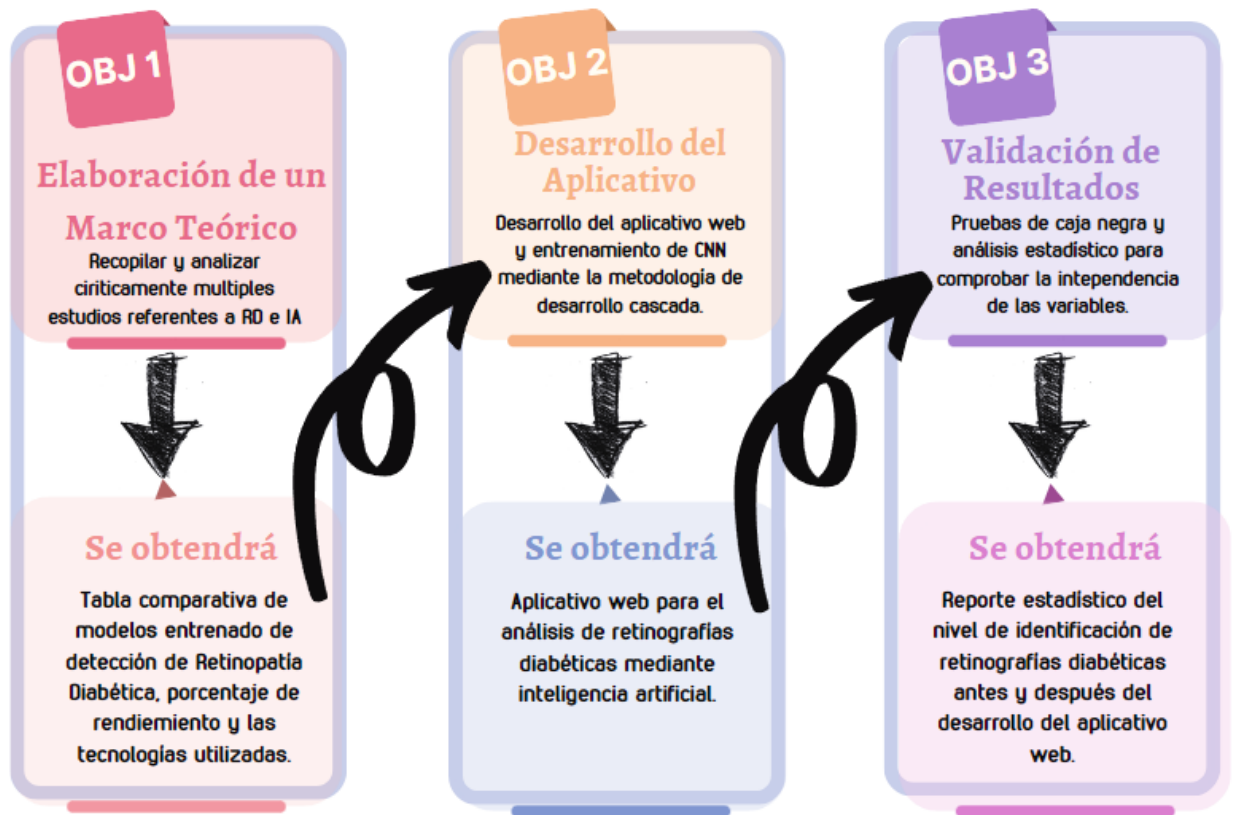 OBJ 1
Elaboración de un
Marco Teórico
Recopilar y analizar
ciriticamente multiples
estudios referentes a RD e IA
Se obtendrá
Tabla comparativa de
modelos entrenado de
detección de Retinopatía
Diabética, porcentaje de
rendiemiento y las
tecnologías utilizadas.
OBJ 2
Desarrollo del
Aplicativo
Desarrollo del aplicativo web
y entrenamiento de CNN
mediante la metodología de
desarrollo cascada.
Se obtendrá
Aplicativo web para el
análisis de retinografías
diabéticas mediante
inteligencia artificial.
OBJ 3
Validación de
Resultados
Pruebas de caja negra y
análisis estadístico para
comprobar la intependencia
de las variables.
Se obtendrá
Reporte estadístico del
nivel de identificación de
retinografías diabéticas
antes y después del
desarrollo del aplicativo
web.